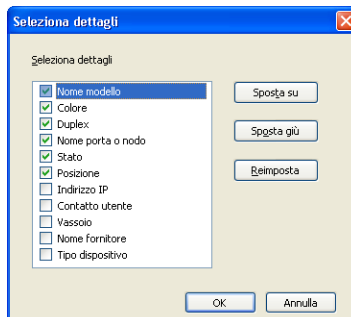 Seleziona dettagli
Seleziona dettagli
Nome modello
Colore
Duplex
Nome porta o nodo
Stato
Posizione
Indirizzo IP
Contatto utente
Vassoio
Nome fornitore
Tipo dispositivo
Sposta su
Sposta giù
Reimposta
OK
Annulla